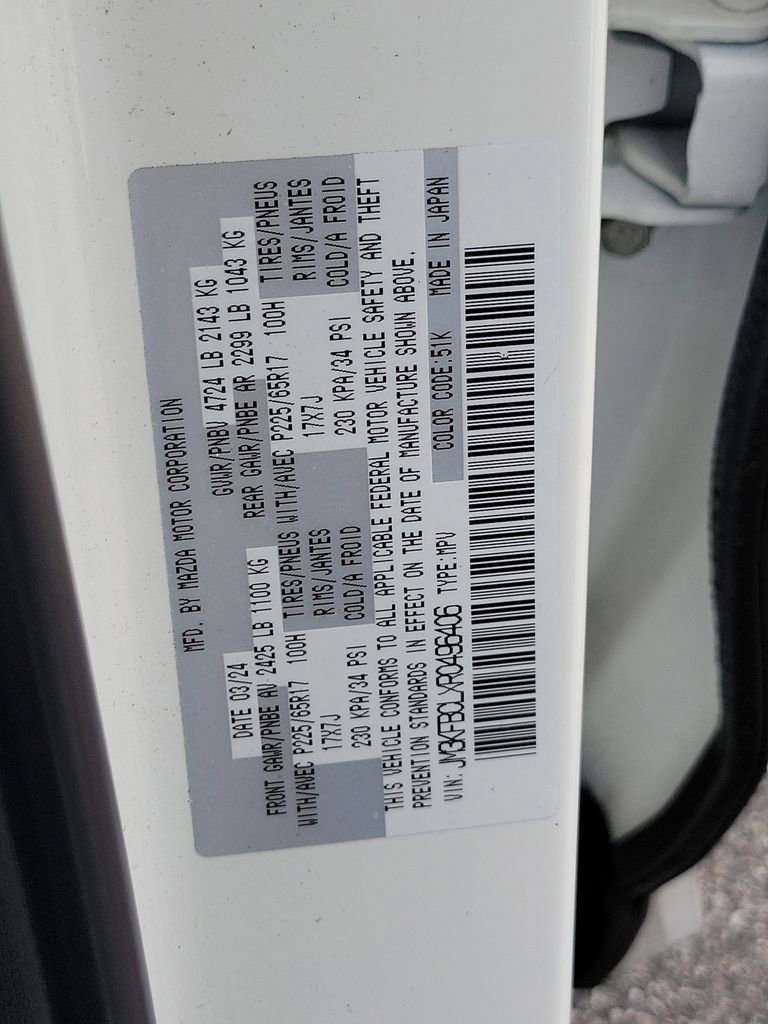 MFD. BY MAZDA MOTOR CORPORATION
DATE 03/24 GVWR/PNBV 4724 LB 2143 KG
FRONT GAWR/PNBE AV 2425 LB 1100 KG REAR GAWR/PNBE AR 2299 LB 1043 KG
WITH/AVEC P225/65R17 100H TIRES/PNEUS WITH/AVEC P225/65R17 100H TIRES/PNEUS
17X7J RIMS/JANTES 17X7J RIMS/JANTES
230 KPA/34 PSI COLD/A FROID 230 KPA/34 PSI COLD/A FROID
THIS VEHICLE CONFORMS TO ALL APPLICABLE FEDERAL MOTOR VEHICLE SAFETY AND THEFT
PREVENTION STANDARDS IN EFFECT ON THE DATE OF MANUFACTURE SHOWN ABOVE.
VIN: JM3KFBCLXR0496406 TYPE:MPV COLOR CODE:51K MADE IN JAPAN